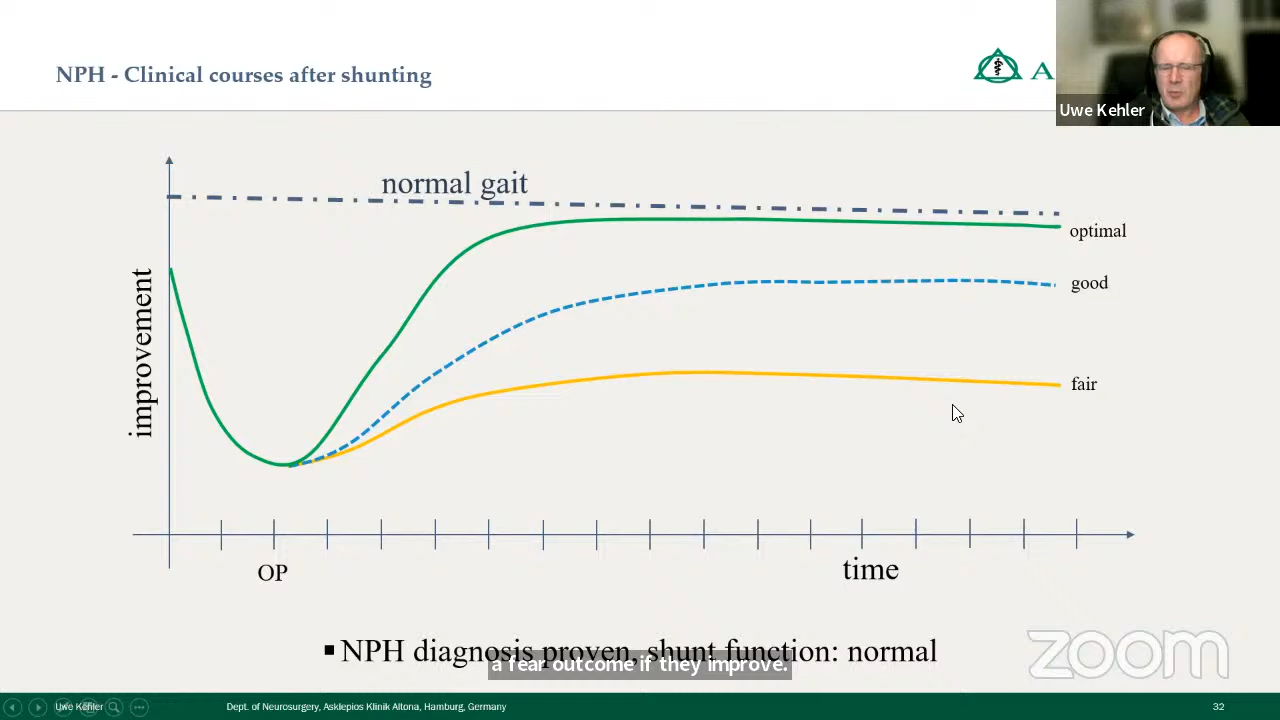 NPH - Clinical courses after shunting
A
Uwe Kehler
normal gait
optimal
good
fair
improvement
OP
time
▪NPH diagnosis proven, shunt function: normal
a fear outcome if they improve.
zoom
Uwe Kehler
Dept. of Neurosurgery, Asklepios Klinik Altona, Hamburg, Germany
32